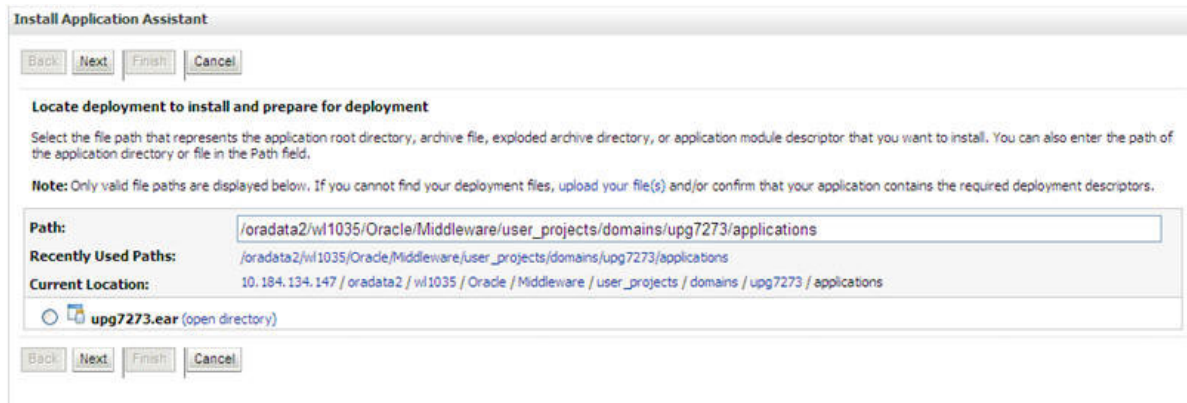 Install Application Assistant
Back Next Finish Cancel
Locate deployment to install and prepare for deployment
Select the file path that represents the application root directory, archive file, exploded archive directory, or application module descriptor that you want to install. You can also enter the path of
the application directory or file in the Path field.
Note: Only valid file paths are displayed below. If you cannot find your deployment files, upload your file(s) and/or confirm that your application contains the required deployment descriptors.
Path: /oradata2/wl1035/Oracle/Middleware/user_projects/domains/upg7273/applications
Recently Used Paths: /oradata2/wl1035/Oracle/Middleware/user_projects/domains/upg7273/applications
Current Location: 10.184.134.147 / oradata2 / wl1035 / Oracle / Middleware / user_projects / domains / upg7273 / applications
upg7273.ear (open directory)
Back Next Finish Cancel